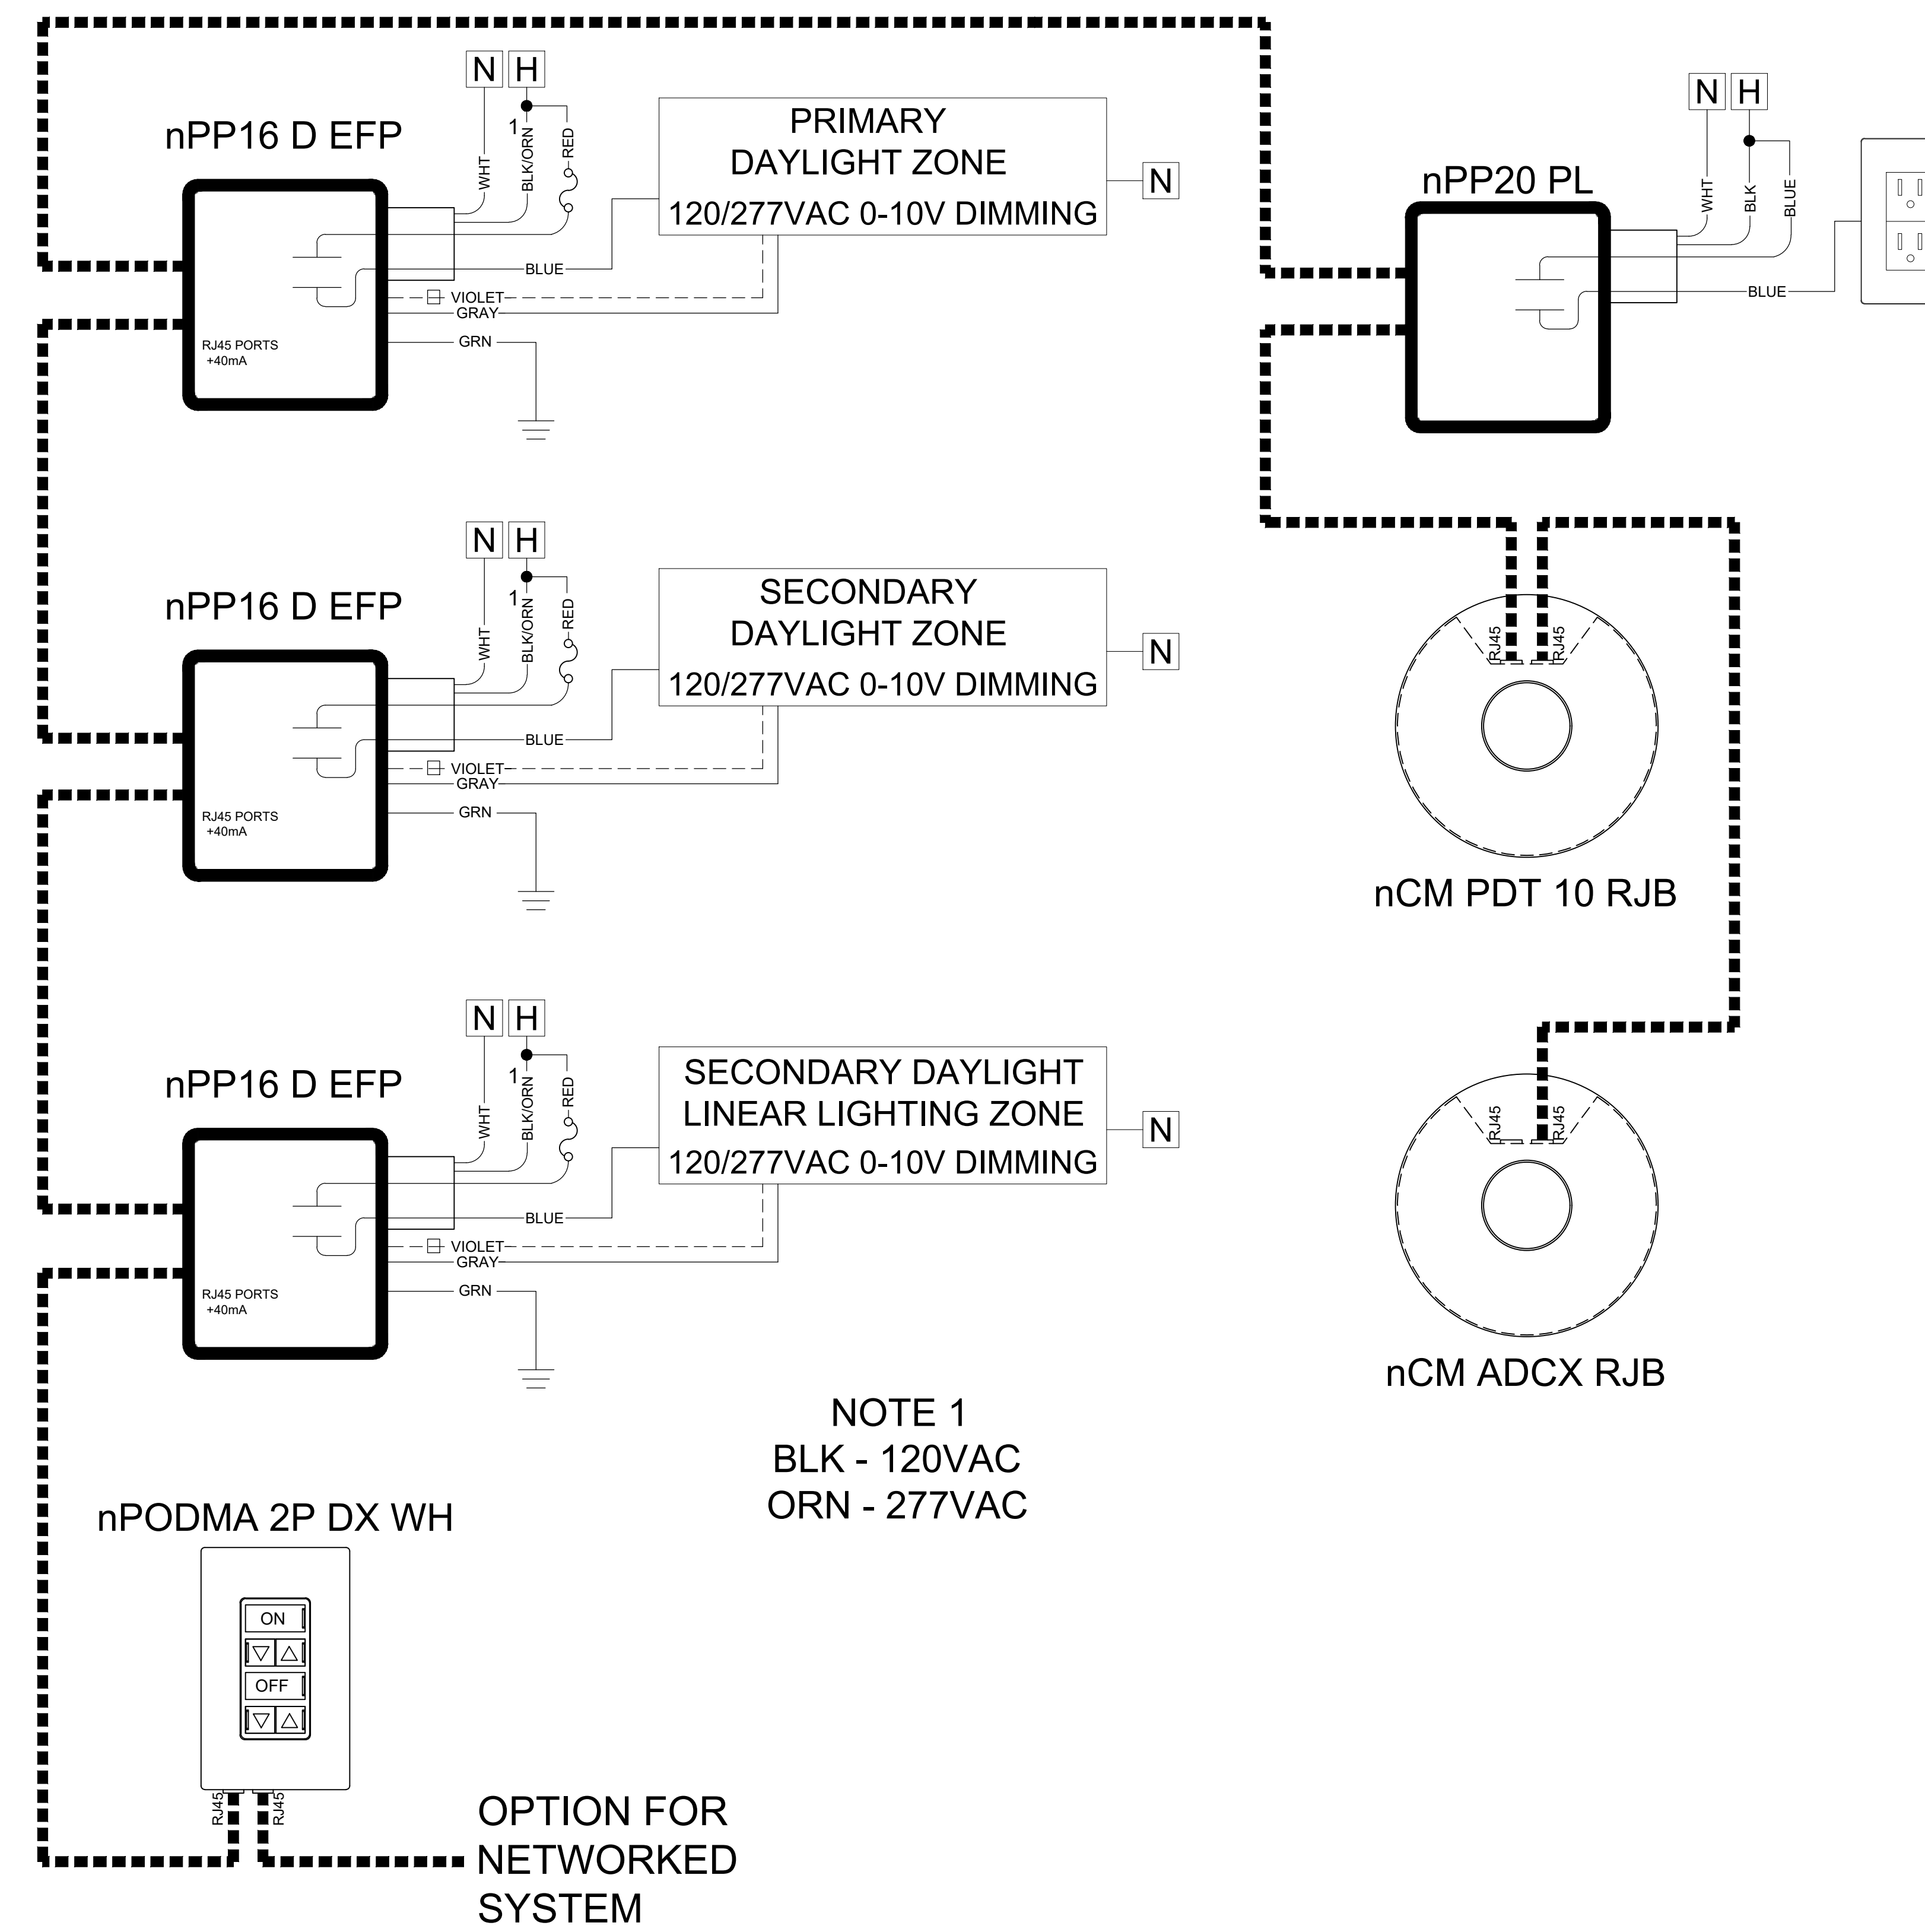 N H
nPP16 D EFP
1
WHT
BLK/ORN
RED
PRIMARY
DAYLIGHT ZONE
120/277VAC 0-10V DIMMING
N
BLUE
VIOLET
GRAY
GRN
RJ45 PORTS
+40mA
N H
nPP20 PL
WHT
BLK
BLUE
BLUE
N H
nPP16 D EFP
1
WHT
BLK/ORN
RED
SECONDARY
DAYLIGHT ZONE
120/277VAC 0-10V DIMMING
N
BLUE
VIOLET
GRAY
GRN
RJ45 PORTS
+40mA
RJ45
RJ45
nCM PDT 10 RJB
N H
nPP16 D EFP
1
WHT
BLK/ORN
RED
SECONDARY DAYLIGHT
LINEAR LIGHTING ZONE
120/277VAC 0-10V DIMMING
N
BLUE
VIOLET
GRAY
GRN
RJ45 PORTS
+40mA
RJ45
RJ45
nCM ADCX RJB
NOTE 1
BLK - 120VAC
ORN - 277VAC
nPODMA 2P DX WH
ON
OFF
RJ45
RJ45
OPTION FOR
NETWORKED
SYSTEM